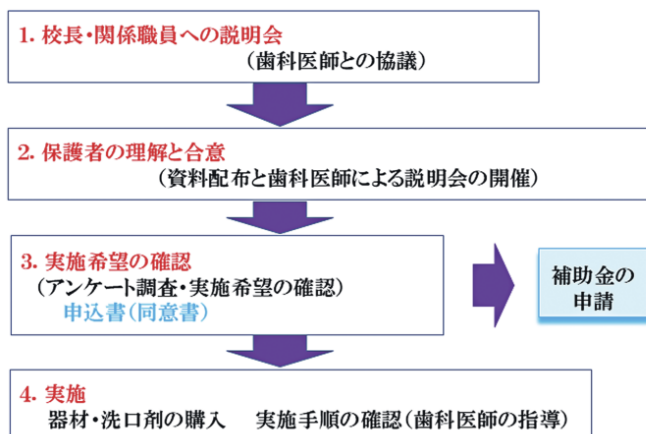 1. 校長・関係職員への説明会
(歯科医師との協議)
2. 保護者の理解と合意
(資料配布と歯科医師による説明会の開催)
3. 実施希望の確認
(アンケート調査・実施希望の確認)
申込書(同意書)
補助金の
申請
4. 実施
器材・洗口剤の購入 実施手順の確認(歯科医師の指導)